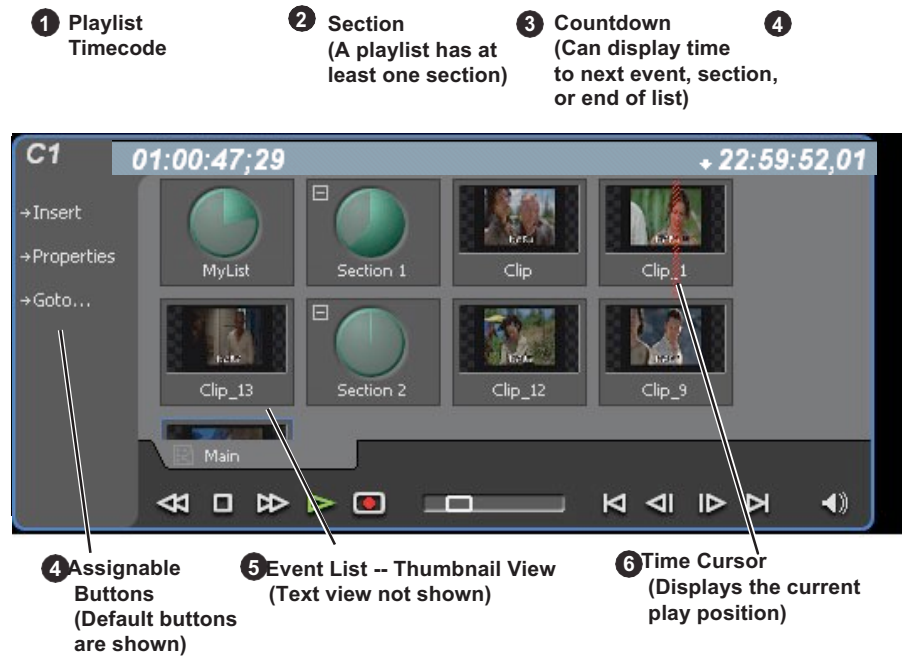 1 Playlist
Timecode
2 Section
(A playlist has at
least one section)
3 Countdown
(Can display time
to next event, section,
or end of list)
4
C1
01:00:47;29
22:59:52,01
→Insert
→Properties
→Goto...
MyList
Section 1
Clip
Clip_1
Clip_13
Section 2
Clip_12
Clip_9
Main
4 Assignable
Buttons
(Default buttons
are shown)
5 Event List -- Thumbnail View
(Text view not shown)
6 Time Cursor
(Displays the current
play position)